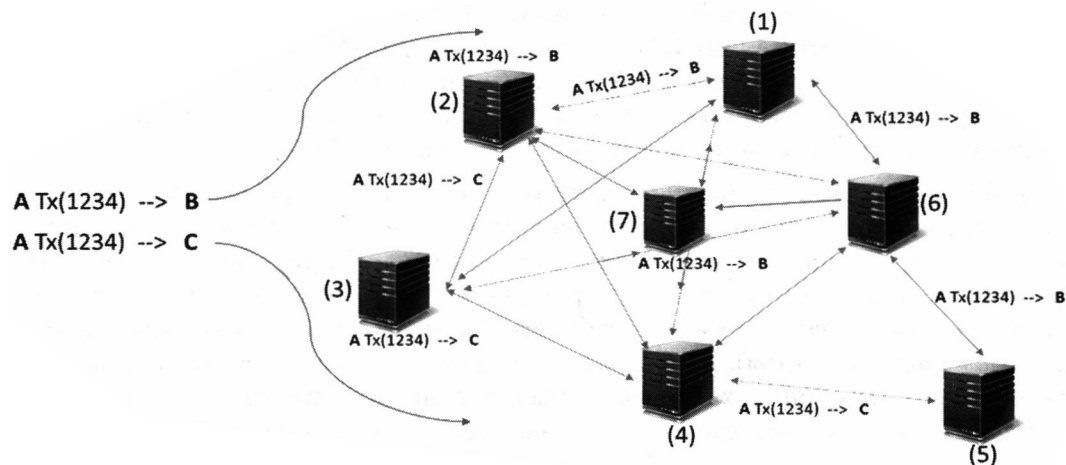 (1)
A Tx(1234) --> B
(2)
A Tx(1234) --> B
A Tx(1234) --> B
A Tx(1234) --> C
A Tx(1234) --> B
A Tx(1234) --> C
(7)
(6)
A Tx(1234) --> B
(3)
A Tx(1234) --> B
A Tx(1234) --> C
A Tx(1234) --> C
(4)
(5)